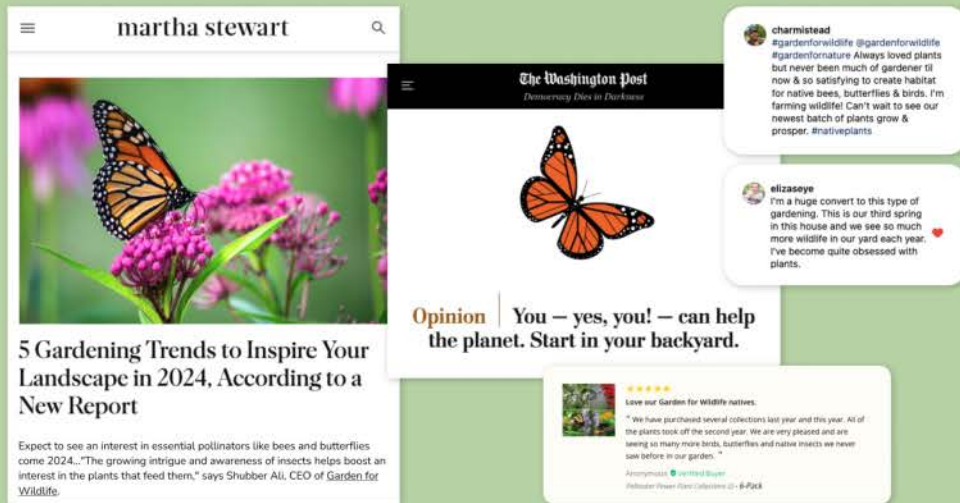 martha stewart
5 Gardening Trends to Inspire Your
Landscape in 2024, According to a
New Report
Expect to see an interest in essential pollinators like bees and butterflies
come 2024..."The growing intrigue and awareness of insects helps boost an
interest in the plants that feed them," says Shubber Ali, CEO of Garden for
Wildlife.
The Washington Post
Democracy Dies in Darkness
Opinion | You — yes, you! — can help
the planet. Start in your backyard.
charmistead
#gardenforwildlife @gardenforwildlife
#gardenfornature Always loved plants
but never been much of gardener til
now & so satisfying to create habitat
for native bees, butterflies & birds. I'm
farming wildlife! Can't wait to see our
newest batch of plants grow &
prosper. #nativeplants
elizaseye
I'm a huge convert to this type of
gardening. This is our third spring
in this house and we see so much
more wildlife in our yard each year.
I've become quite obsessed with
plants.
Love our Garden for Wildlife natives.
" We have purchased several collections last year and this year. All of
the plants took off the second year. We are very pleased and are
seeing so many more birds, butterflies and native insects we never
saw before in our garden. "
Anonymous Verified Buyer
Pollinator Power Plant Collections - 6-Pack